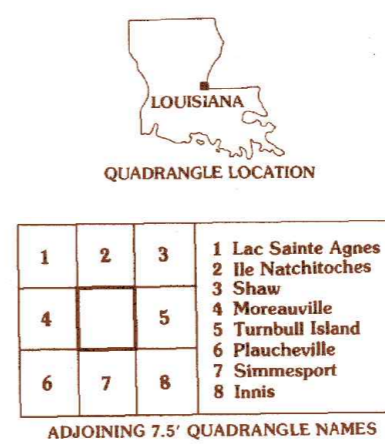 LOUISIANA
QUADRANGLE LOCATION
1 2 3
4 5
6 7 8
1 Lac Sainte Agnes
2 Ile Natchitoches
3 Shaw
4 Moreauville
5 Turnbull Island
6 Plaucheville
7 Simmesport
8 Innis
ADJOINING 7.5′ QUADRANGLE NAMES